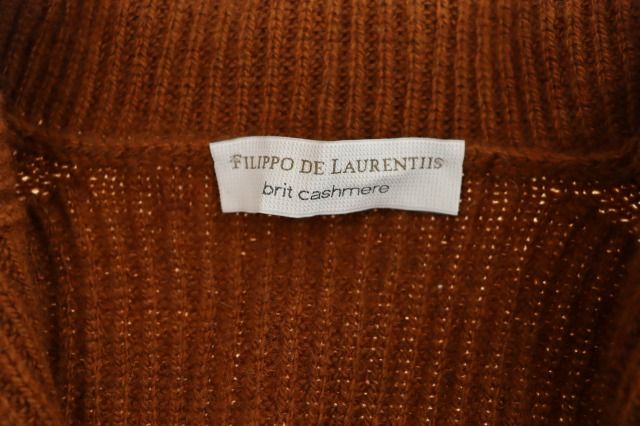 FILIPPO DE LAURENTIIS
brit cashmere